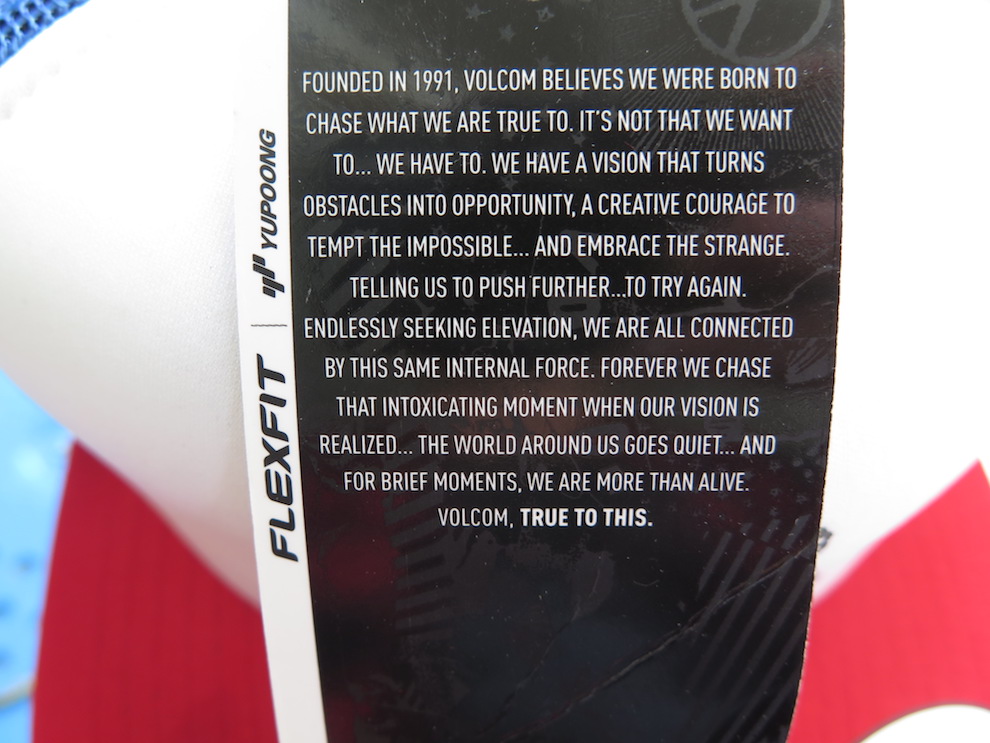 FOUNDED IN 1991, VOLCOM BELIEVES WE WERE BORN TO
CHASE WHAT WE ARE TRUE TO. IT'S NOT THAT WE WANT
TO... WE HAVE TO. WE HAVE A VISION THAT TURNS
OBSTACLES INTO OPPORTUNITY, A CREATIVE COURAGE TO
TEMPT THE IMPOSSIBLE... AND EMBRACE THE STRANGE.
TELLING US TO PUSH FURTHER...TO TRY AGAIN.
ENDLESSLY SEEKING ELEVATION, WE ARE ALL CONNECTED
BY THIS SAME INTERNAL FORCE. FOREVER WE CHASE
THAT INTOXICATING MOMENT WHEN OUR VISION IS
REALIZED... THE WORLD AROUND US GOES QUIET... AND
FOR BRIEF MOMENTS, WE ARE MORE THAN ALIVE.
VOLCOM, TRUE TO THIS.
FLEXFIT | YUPOONG